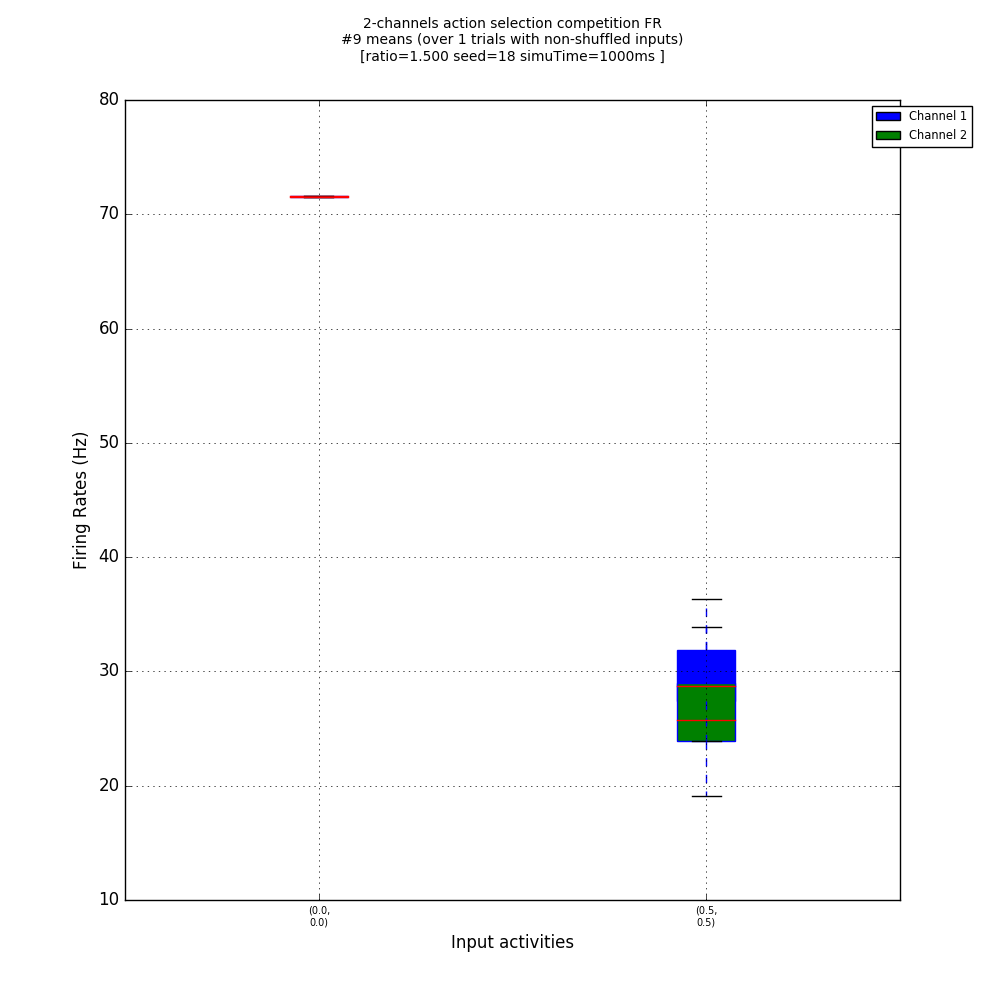 2-channels action selection competition FR
#9 means (over 1 trials with non-shuffled inputs)
[ratio=1.500 seed=18 simuTime=1000ms ]
80
Channel 1
Channel 2
70
60
50
40
30
20
10
Firing Rates (Hz)
(0.0,
0.0)
(0.5,
0.5)
Input activities